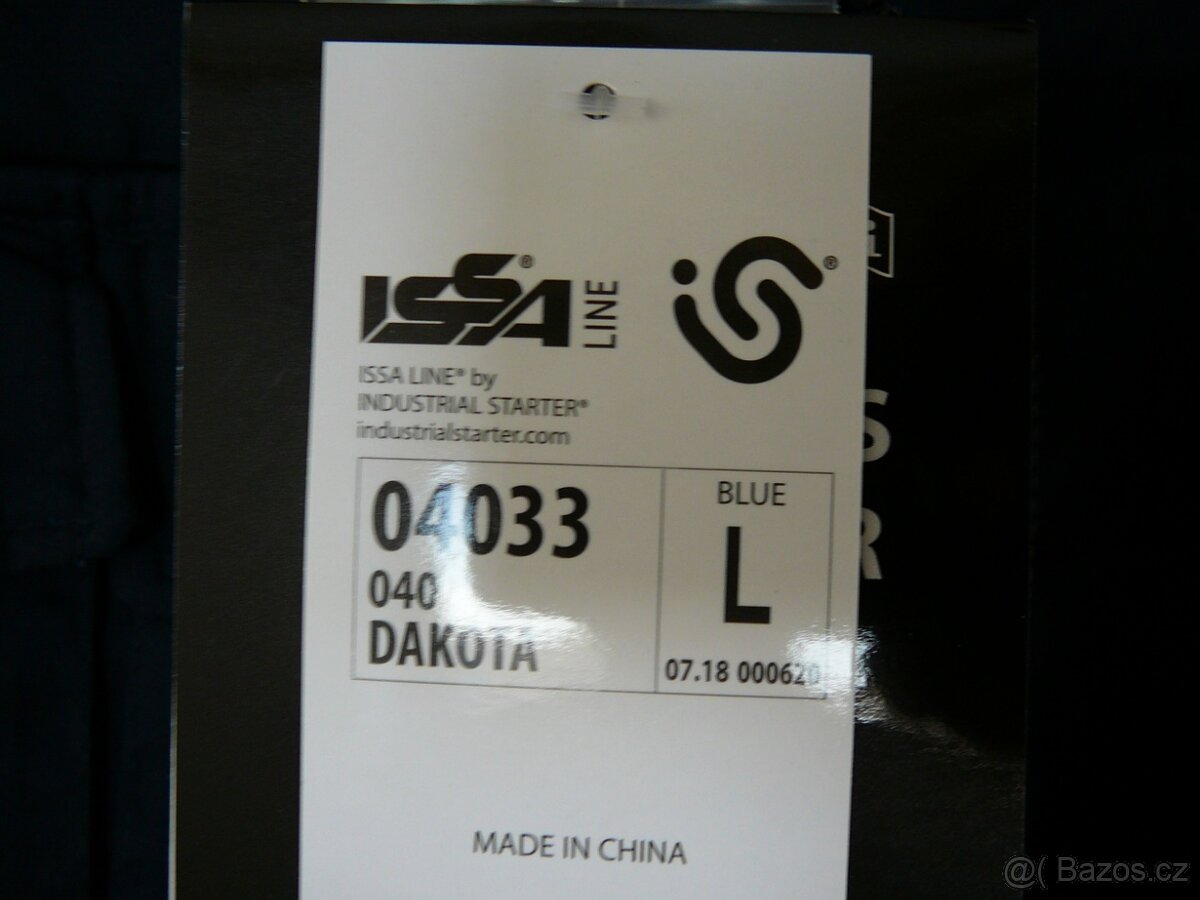 ISSA® LINE
iS®
ISSA LINE® by
INDUSTRIAL STARTER®
industrialstarter.com
04033
040
DAKOTA
BLUE
L
07.18 000620
MADE IN CHINA
S
R
@( Bazos.cz